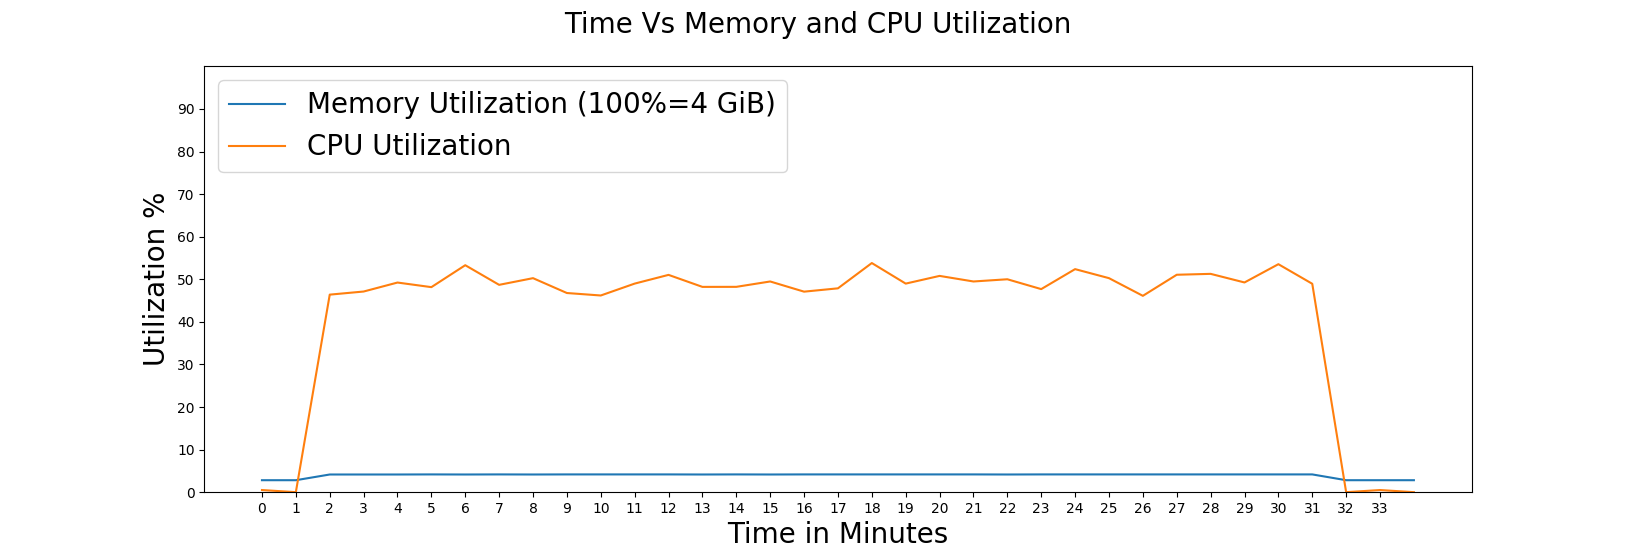 Time Vs Memory and CPU Utilization
Memory Utilization (100%=4 GiB)
CPU Utilization
Utilization %
90
80
70
60
50
40
30
20
10
0
0 1 2 3 4 5 6 7 8 9 10 11 12 13 14 15 16 17 18 19 20 21 22 23 24 25 26 27 28 29 30 31 32 33
Time in Minutes